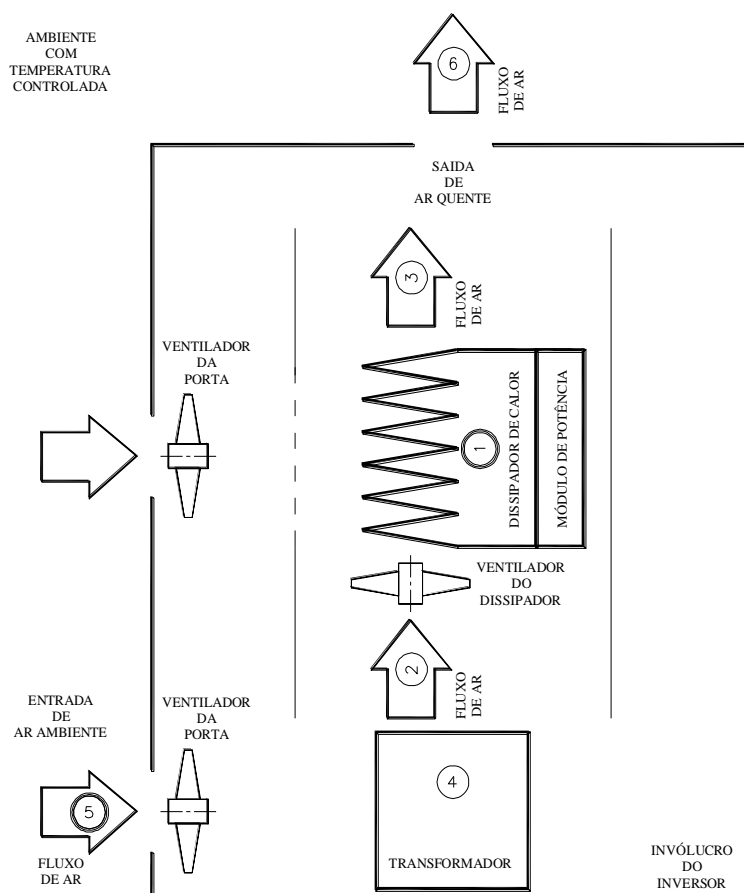 AMBIENTE
COM
TEMPERATURA
CONTROLADA
6
FLUXO
DE AR
SAIDA
DE
AR QUENTE
3
FLUXO
DE AR
VENTILADOR
DA
PORTA
1
DISSIPADOR DE CALOR
MÓDULO DE POTÊNCIA
VENTILADOR
DO
DISSIPADOR
2
FLUXO
DE AR
ENTRADA
DE
AR AMBIENTE
VENTILADOR
DA
PORTA
5
FLUXO
DE AR
4
TRANSFORMADOR
INVÓLUCRO
DO
INVERSOR